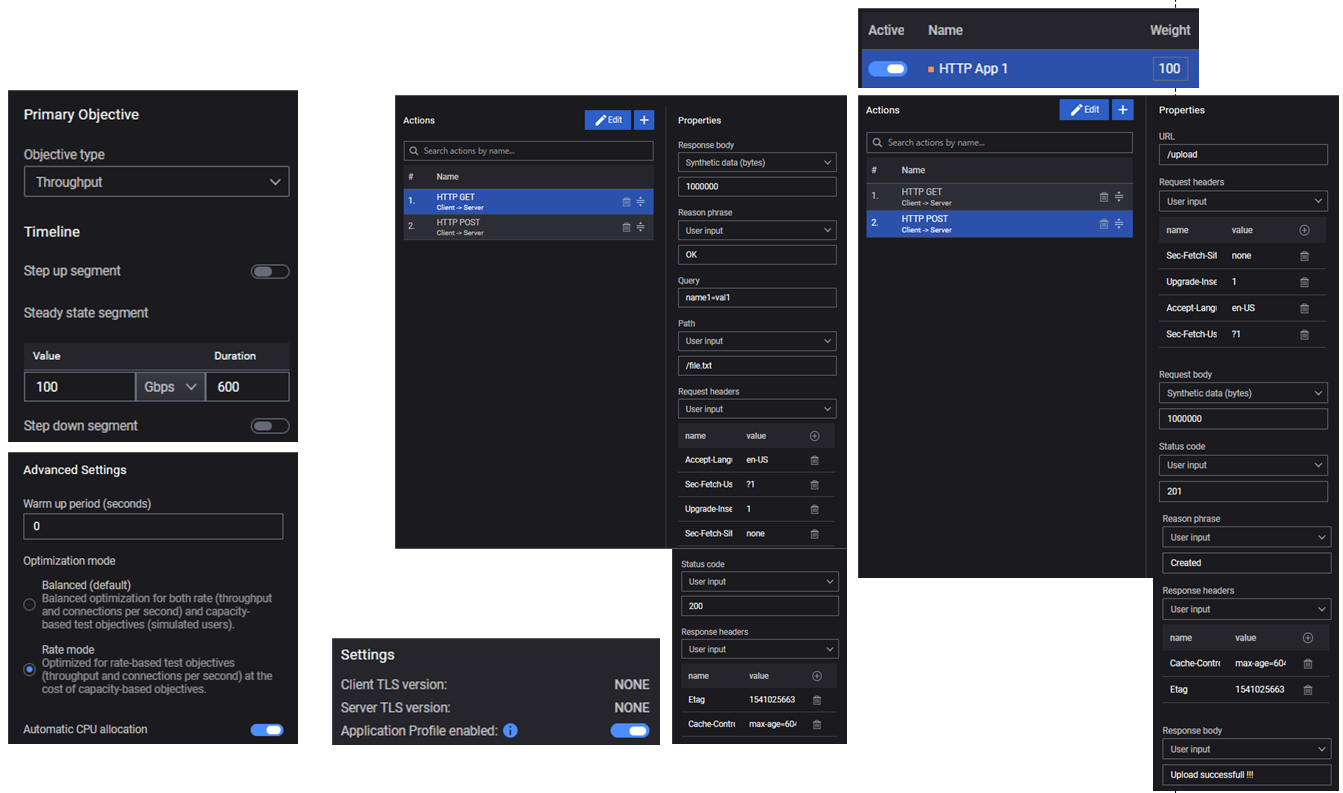 Primary Objective
Objective type
Throughput
Timeline
Step up segment
Steady state segment
Value Duration
100 Gbps 600
Step down segment
Advanced Settings
Warm up period (seconds)
0
Optimization mode
Balanced (default)
Balanced optimization for both rate (throughput
and connections per second) and capacity-
based test objectives (simulated users).
Rate mode
Optimized for rate-based test objectives
(throughput and connections per second) at the
cost of capacity-based objectives.
Automatic CPU allocation
Actions Edit +
Search actions by name...
# Name
1. HTTP GET
Client -> Server
2. HTTP POST
Client -> Server
Properties
Response body
Synthetic data (bytes)
1000000
Reason phrase
User input
OK
Query
name1=val1
Path
User input
/file.txt
Request headers
User input
name value
Accept-Lang en-US
Sec-Fetch-Us ?1
Upgrade-Inse 1
Sec-Fetch-Sit none
Status code
User input
200
Response headers
User input
name value
Etag 1541025663
Cache-Contro max-age=604
Settings
Client TLS version: NONE
Server TLS version: NONE
Application Profile enabled: i
Active Name Weight
HTTP App 1 100
Actions Edit +
Search actions by name...
# Name
1. HTTP GET
Client -> Server
2. HTTP POST
Client -> Server
Properties
URL
/upload
Request headers
User input
name value
Sec-Fetch-Sit none
Upgrade-Inse 1
Accept-Lang en-US
Sec-Fetch-Us ?1
Request body
Synthetic data (bytes)
1000000
Status code
User input
201
Reason phrase
User input
Created
Response headers
User input
name value
Cache-Contro max-age=604
Etag 1541025663
Response body
User input
Upload successfull !!!